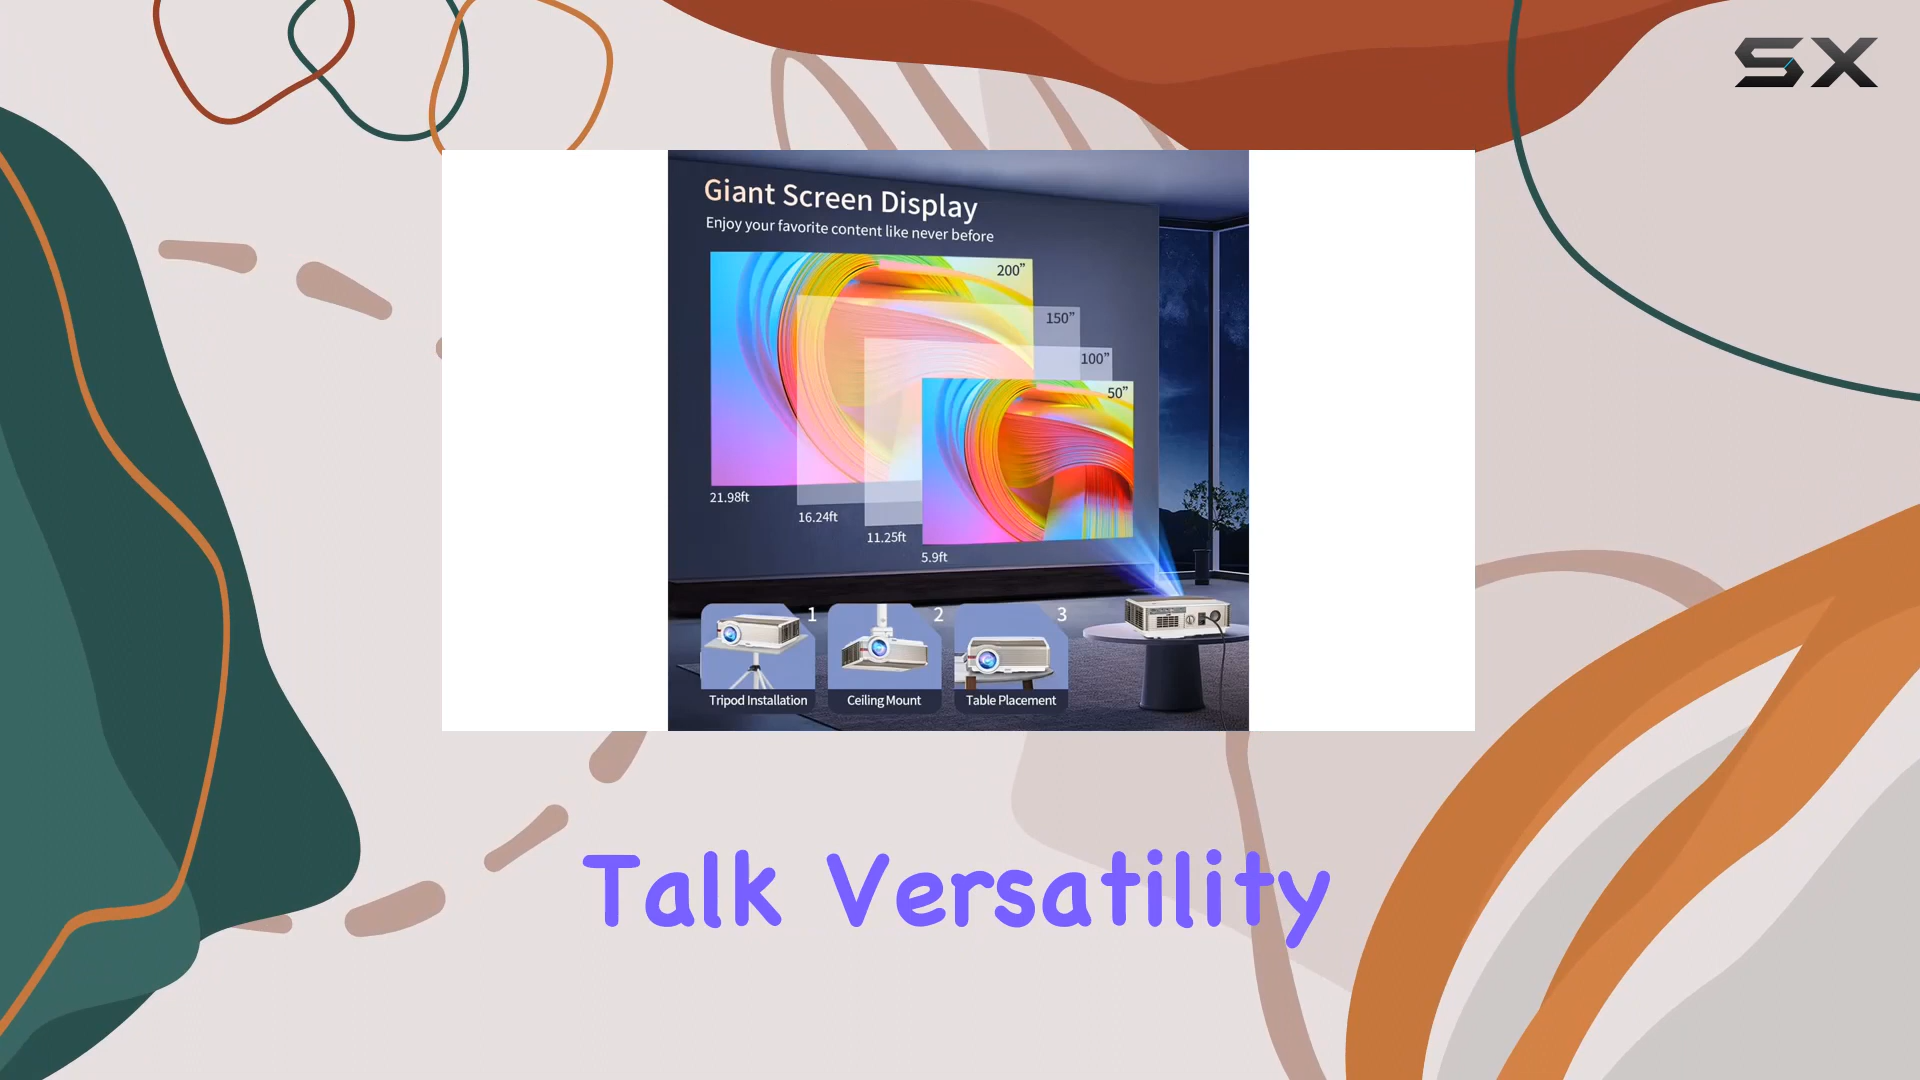 SX
Giant Screen Display
Enjoy your favorite content like never before
200”
150”
100”
50”
21.98ft
16.24ft
11.25ft
5.9ft
1
2
3
Tripod Installation
Ceiling Mount
Table Placement
Talk Versatility